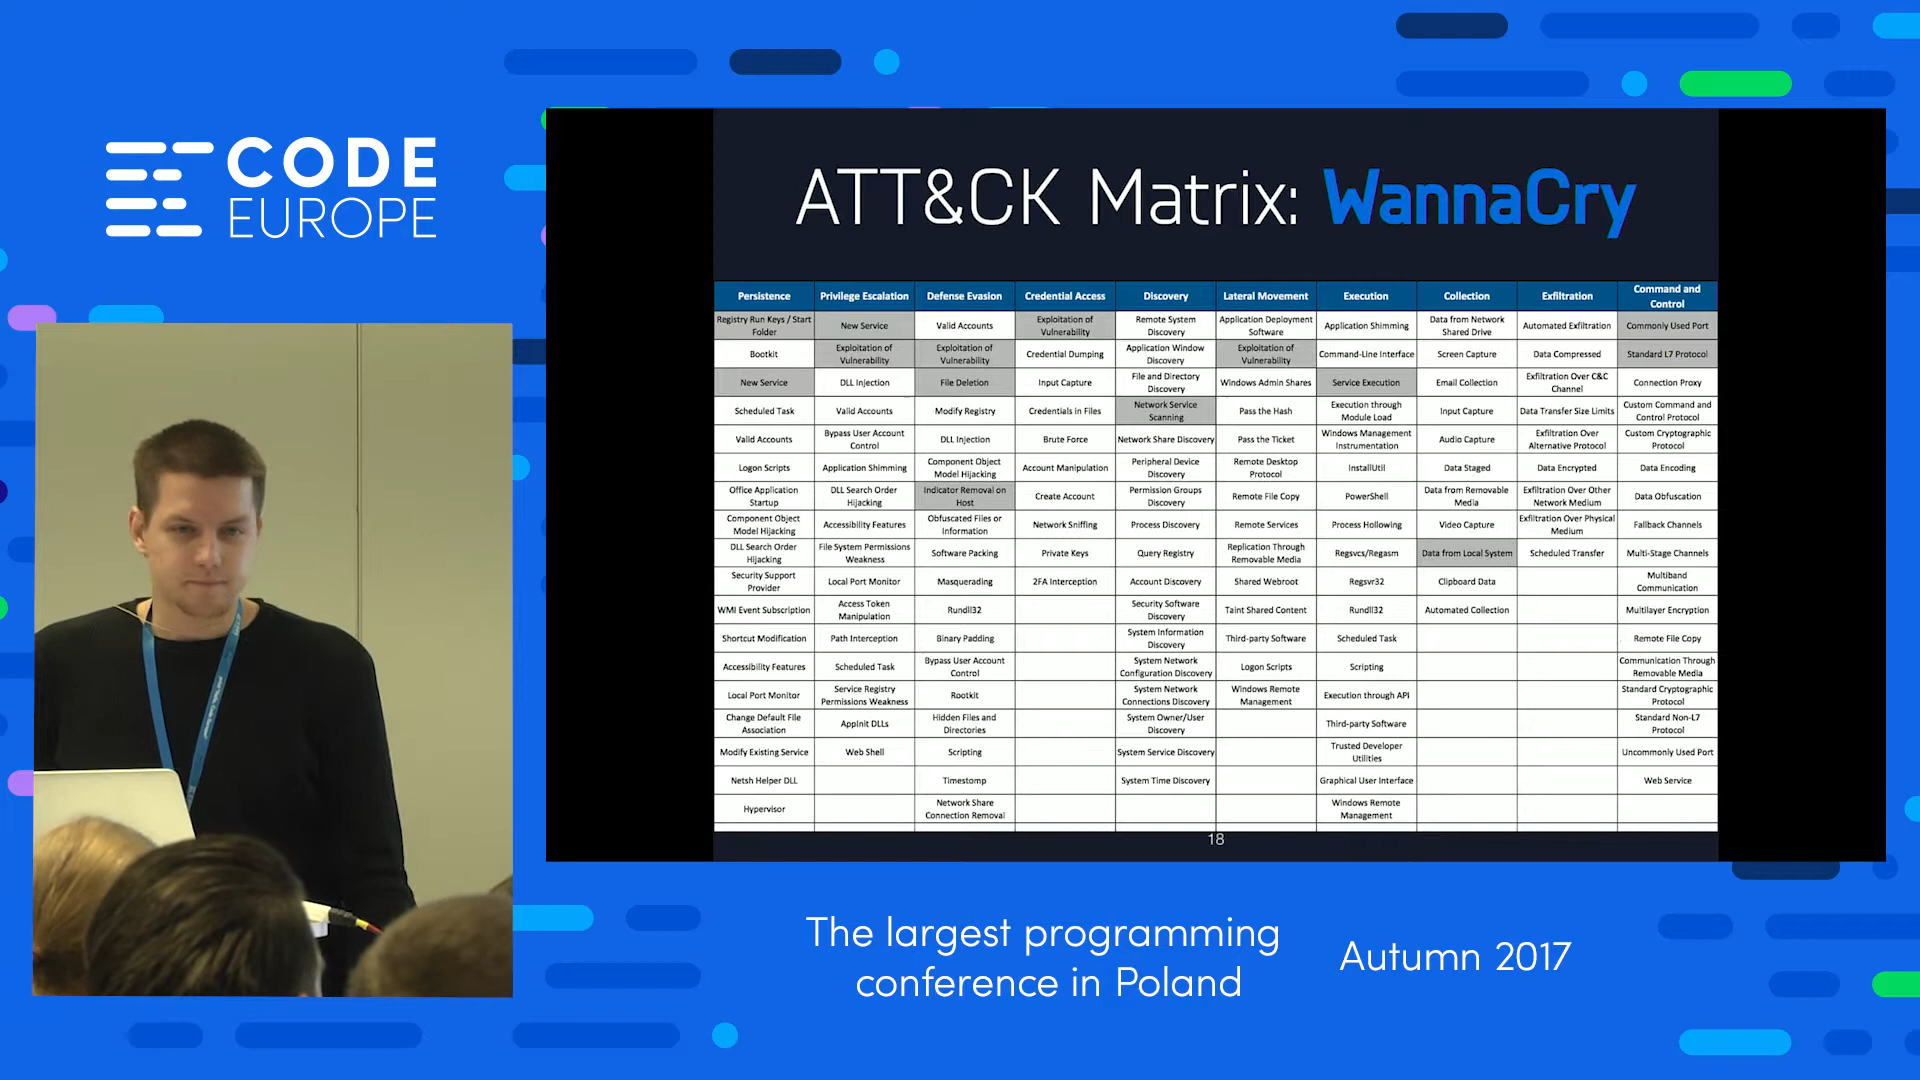 CODE
EUROPE
ATT&CK Matrix: WannaCry
Persistence Privilege Escalation Defense Evasion Credential Access Discovery Lateral Movement Execution Collection Exfiltration Command and Control
Registry Run Keys / Start Folder New Service Valid Accounts Exploitation of Vulnerability Remote System Discovery Application Deployment Software Application Shimming Data from Network Shared Drive Automated Exfiltration Commonly Used Port
Bootkit Exploitation of Vulnerability Exploitation of Vulnerability Credential Dumping Application Window Discovery Exploitation of Vulnerability Command-Line Interface Screen Capture Data Compressed Standard L7 Protocol
New Service DLL Injection File Deletion Input Capture File and Directory Discovery Windows Admin Shares Service Execution Email Collection Exfiltration Over C&C Channel Connection Proxy
Scheduled Task Valid Accounts Modify Registry Credentials in Files Network Service Scanning Pass the Hash Execution through Module Load Input Capture Data Transfer Size Limits Custom Command and Control Protocol
Valid Accounts Bypass User Account Control DLL Injection Brute Force Network Share Discovery Pass the Ticket Windows Management Instrumentation Audio Capture Exfiltration Over Alternative Protocol Custom Cryptographic Protocol
Logon Scripts Application Shimming Component Object Model Hijacking Account Manipulation Peripheral Device Discovery Remote Desktop Protocol InstallUtil Data Staged Data Encrypted Data Encoding
Office Application Startup DLL Search Order Hijacking Indicator Removal on Host Create Account Permission Groups Discovery Remote File Copy PowerShell Data from Removable Media Exfiltration Over Other Network Medium Data Obfuscation
Component Object Model Hijacking Accessibility Features Obfuscated Files or Information Network Sniffing Process Discovery Remote Services Process Hollowing Video Capture Exfiltration Over Physical Medium Fallback Channels
DLL Search Order Hijacking File System Permissions Weakness Software Packing Private Keys Query Registry Replication Through Removable Media Regsvcs/Regasm Data from Local System Scheduled Transfer Multi-Stage Channels
Security Support Provider Local Port Monitor Masquerading 2FA Interception Account Discovery Shared Webroot Regsvr32 Clipboard Data Multiband Communication
WMI Event Subscription Access Token Manipulation Rundll32 Security Software Discovery Taint Shared Content Rundll32 Automated Collection Multilayer Encryption
Shortcut Modification Path Interception Binary Padding System Information Discovery Third-party Software Scheduled Task Remote File Copy
Accessibility Features Scheduled Task Bypass User Account Control System Network Configuration Discovery Logon Scripts Scripting Communication Through Removable Media
Local Port Monitor Service Registry Permissions Weakness Rootkit System Network Connections Discovery Windows Remote Management Execution through API Standard Cryptographic Protocol
Change Default File Association AppInit DLLs Hidden Files and Directories System Owner/User Discovery Third-party Software Standard Non-L7 Protocol
Modify Existing Service Web Shell Scripting System Service Discovery Trusted Developer Utilities Uncommonly Used Port
Netsh Helper DLL Timestomp System Time Discovery Graphical User Interface Web Service
Hypervisor Network Share Connection Removal Windows Remote Management
18
The largest programming
conference in Poland
Autumn 2017